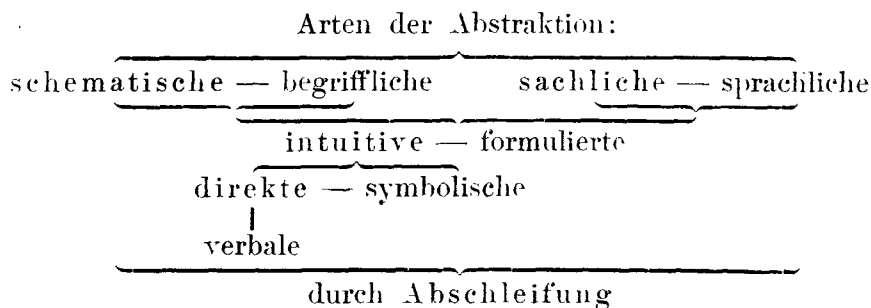 Arten der Abstraktion:
schematische — begriffliche sachliche — sprachliche
intuitive — formulierte
direkte — symbolische
verbale
durch Abschleifung